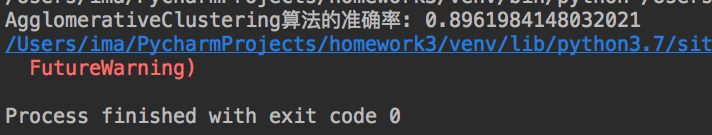 AgglomerativeClustering算法的准确率: 0.8961984148032021
/Users/ima/PycharmProjects/homework3/venv/lib/python3.7/sit
FutureWarning)
Process finished with exit code 0